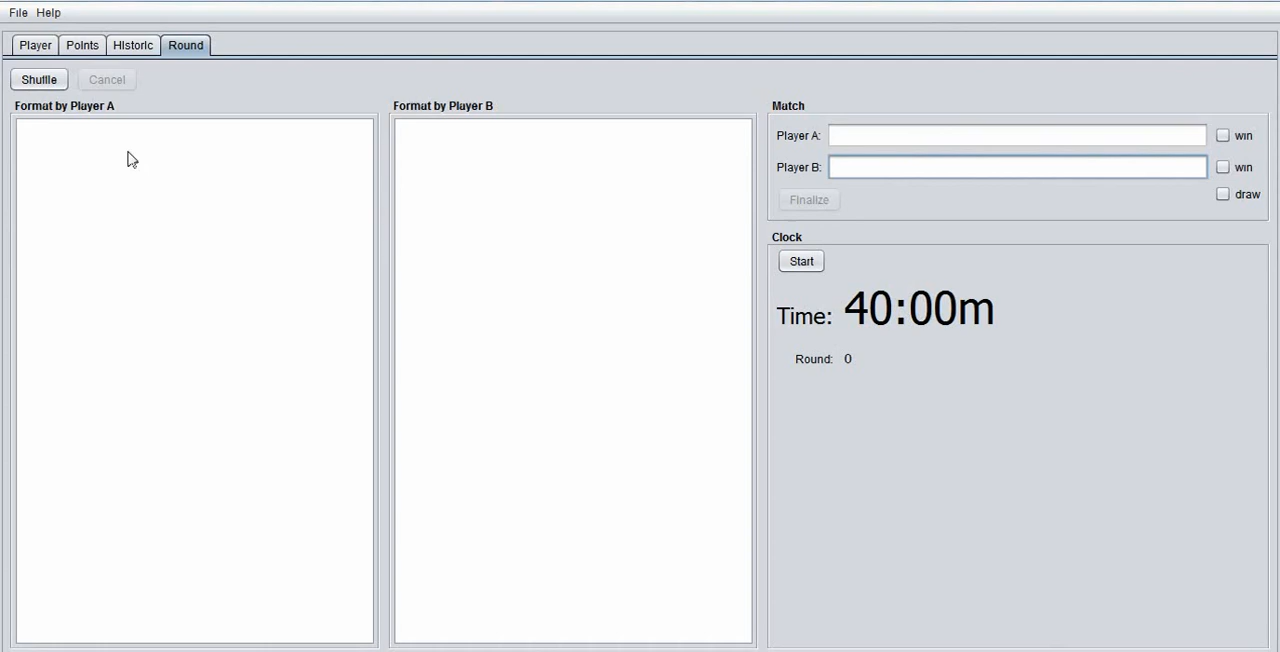 File Help
Player Points Historic Round
Shuffle Cancel
Format by Player A
Format by Player B
Match
Player A: win
Player B: win
Finalize draw
Clock
Start
Time: 40:00m
Round: 0